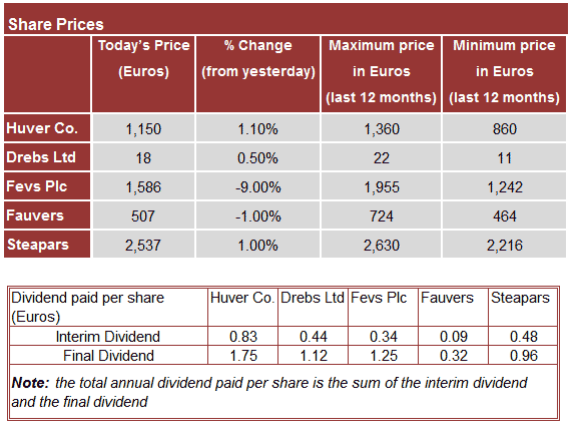 Share Prices
Today's Price % Change Maximum price Minimum price
(Euros) (from yesterday) in Euros in Euros
(last 12 months) (last 12 months)
Huver Co. 1,150 1.10% 1,360 860
Drebs Ltd 18 0.50% 22 11
Fevs Plc 1,586 -9.00% 1,955 1,242
Fauvers 507 -1.00% 724 464
Steapars 2,537 1.00% 2,630 2,216
Dividend paid per share Huver Co. Drebs Ltd Fevs Plc Fauvers Steapars
(Euros)
Interim Dividend 0.83 0.44 0.34 0.09 0.48
Final Dividend 1.75 1.12 1.25 0.32 0.96
Note: the total annual dividend paid per share is the sum of the interim dividend
and the final dividend